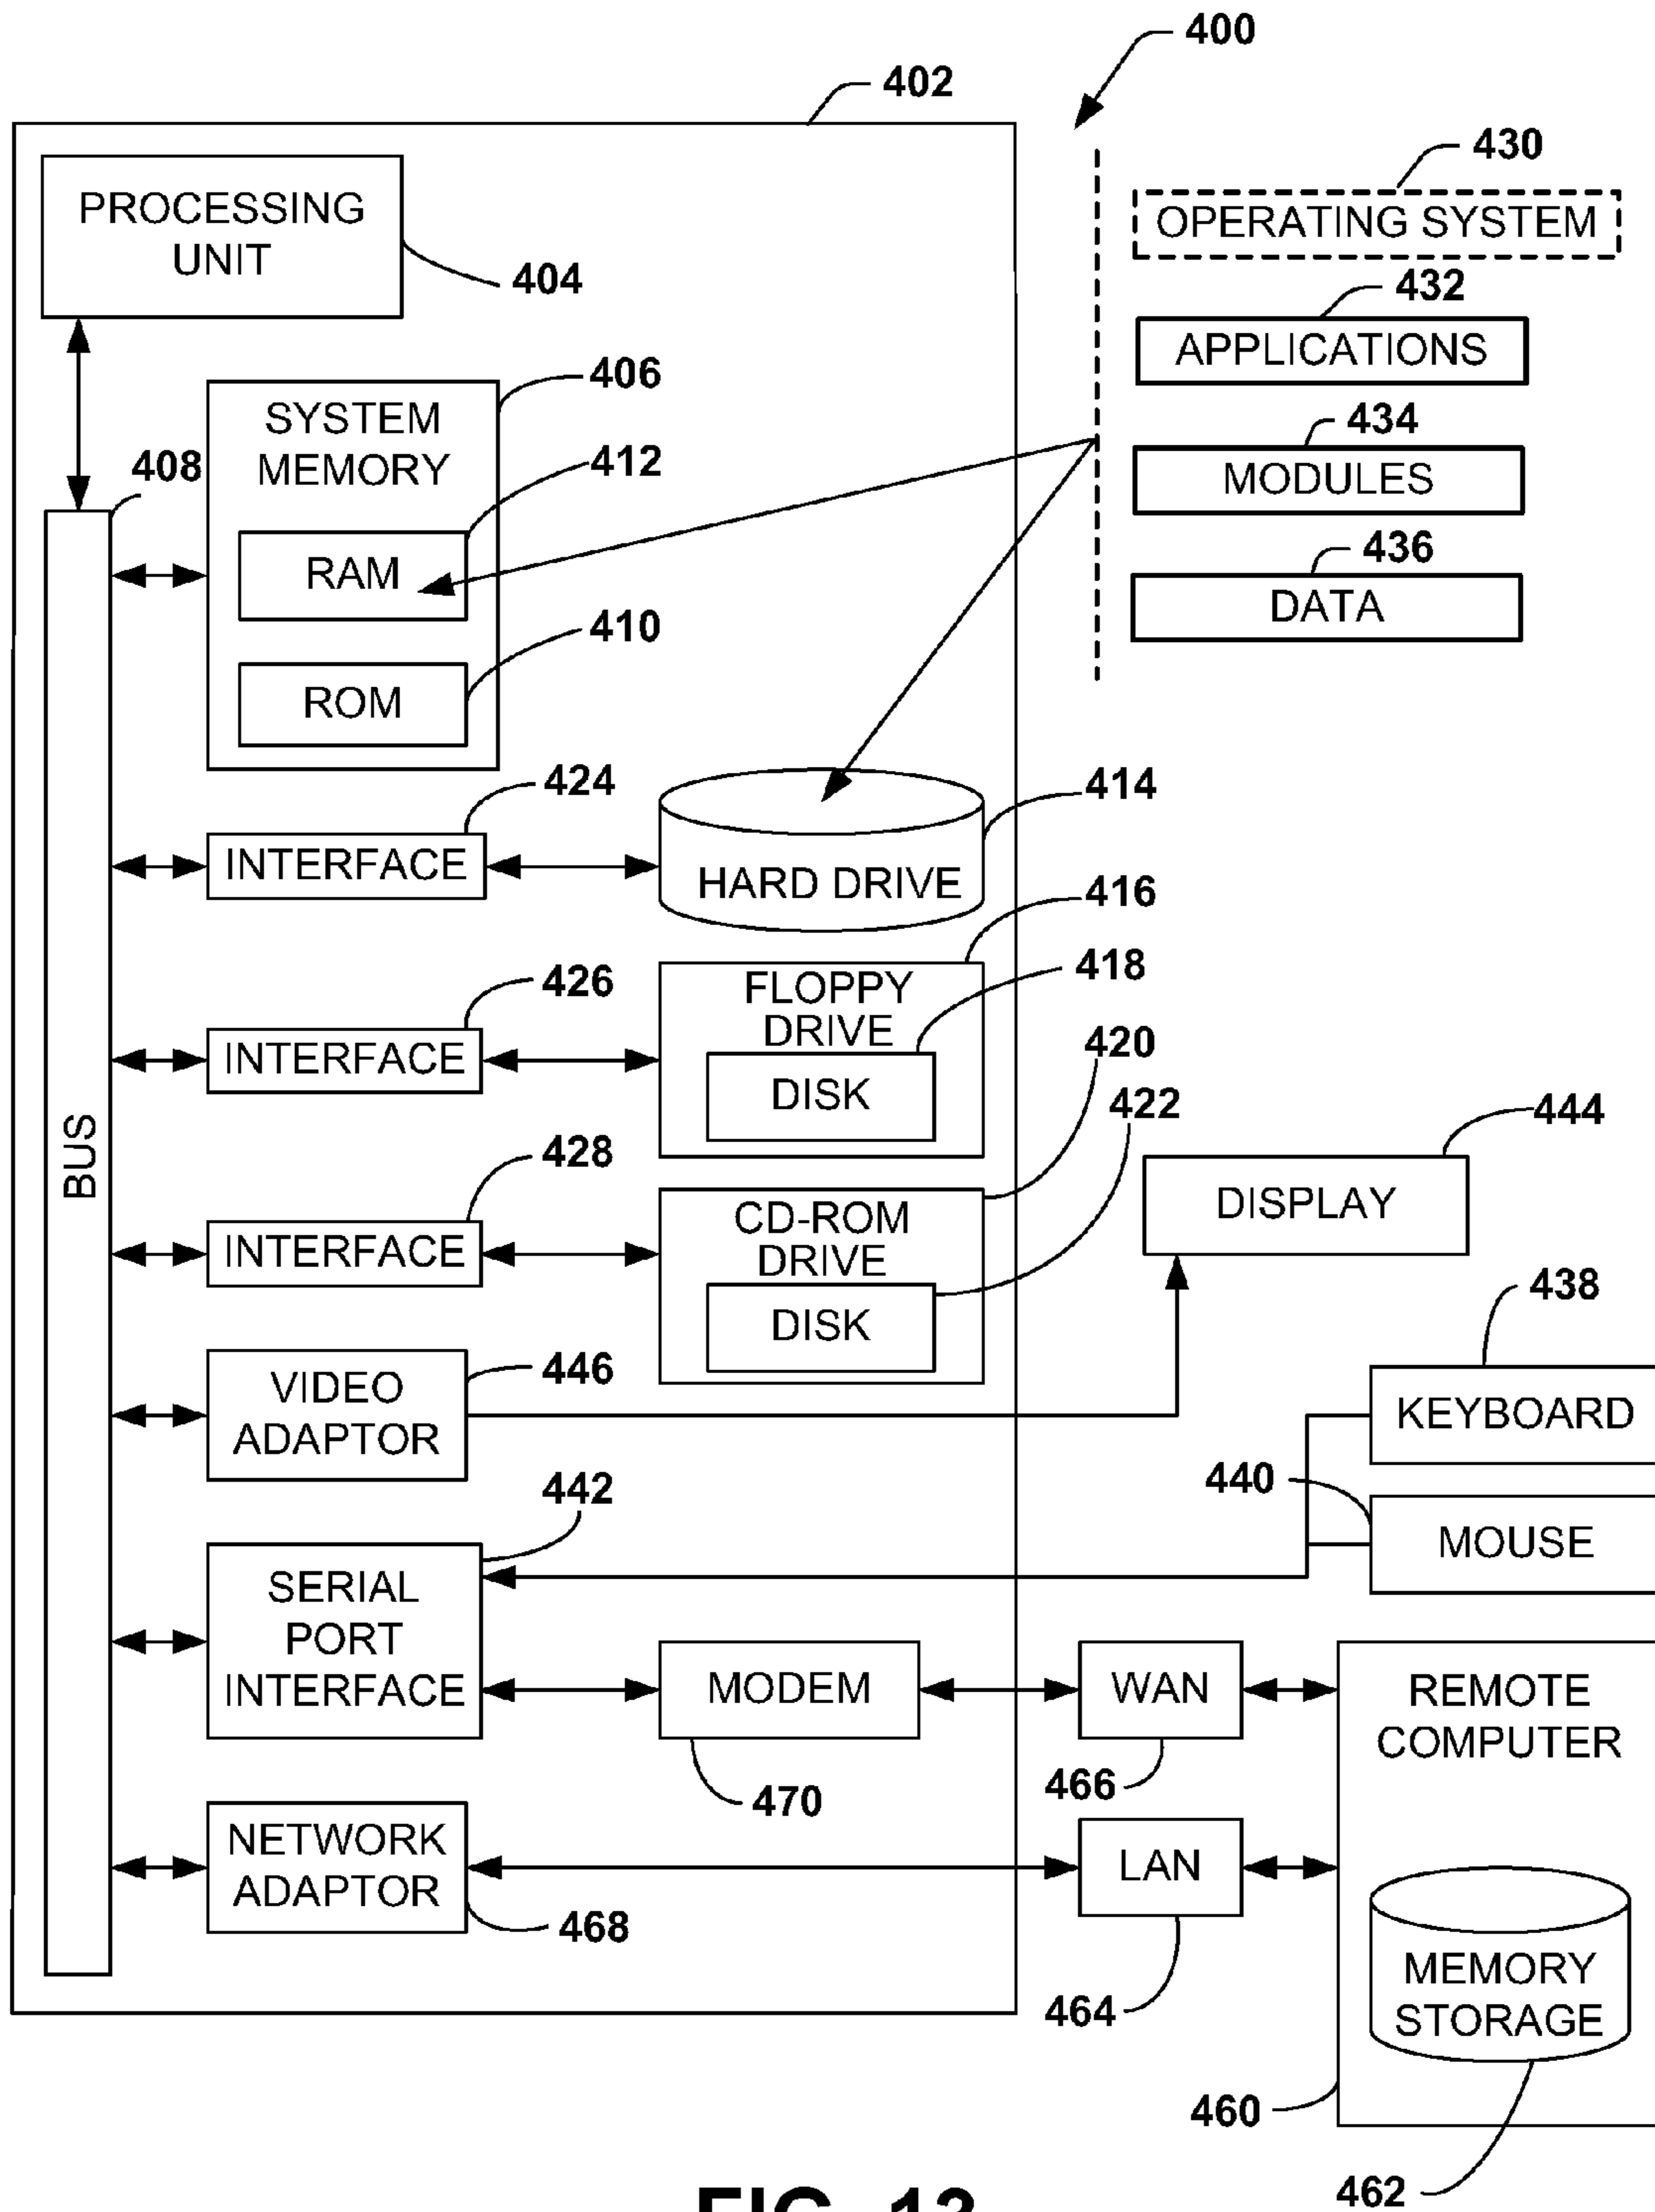 400
402
430
PROCESSING
UNIT
404
OPERATING SYSTEM
432
APPLICATIONS
406
SYSTEM
MEMORY
408
412
434
MODULES
RAM
436
DATA
410
ROM
424
INTERFACE
414
HARD DRIVE
416
426
INTERFACE
FLOPPY
DRIVE
418
DISK
420
422
BUS
428
INTERFACE
CD-ROM
DRIVE
DISK
444
DISPLAY
438
KEYBOARD
446
VIDEO
ADAPTOR
440
MOUSE
442
SERIAL
PORT
INTERFACE
MODEM
470
WAN
466
REMOTE
COMPUTER
NETWORK
ADAPTOR
468
LAN
464
MEMORY
STORAGE
460
462